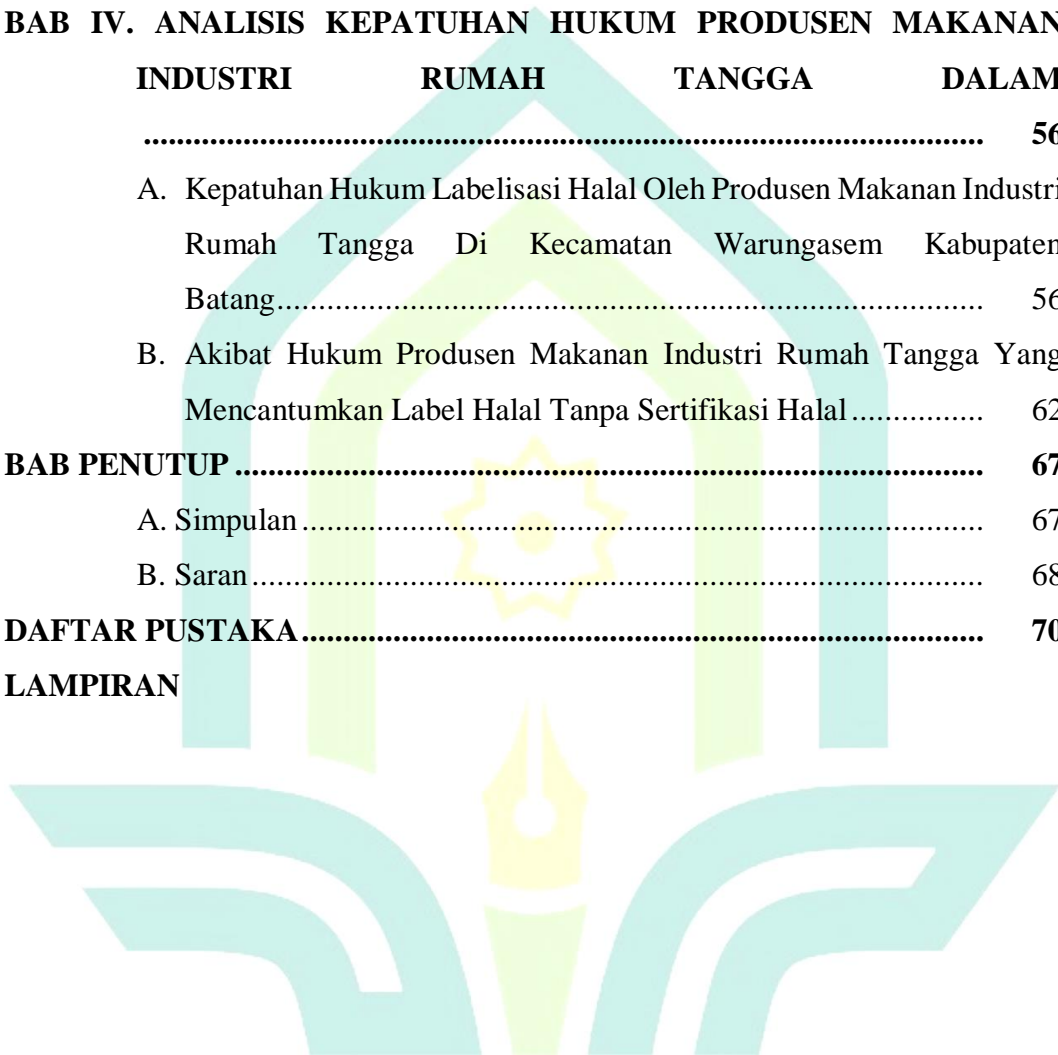 BAB IV. ANALISIS KEPATUHAN HUKUM PRODUSEN MAKANAN
INDUSTRI RUMAH TANGGA DALAM
.................................................................................................... 56
A. Kepatuhan Hukum Labelisasi Halal Oleh Produsen Makanan Industri
Rumah Tangga Di Kecamatan Warungasem Kabupaten
Batang.................................................................................... 56
B. Akibat Hukum Produsen Makanan Industri Rumah Tangga Yang
Mencantumkan Label Halal Tanpa Sertifikasi Halal ................ 62
BAB PENUTUP ......................................................................................... 67
A. Simpulan ................................................................................. 67
B. Saran ....................................................................................... 68
DAFTAR PUSTAKA ................................................................................. 70
LAMPIRAN